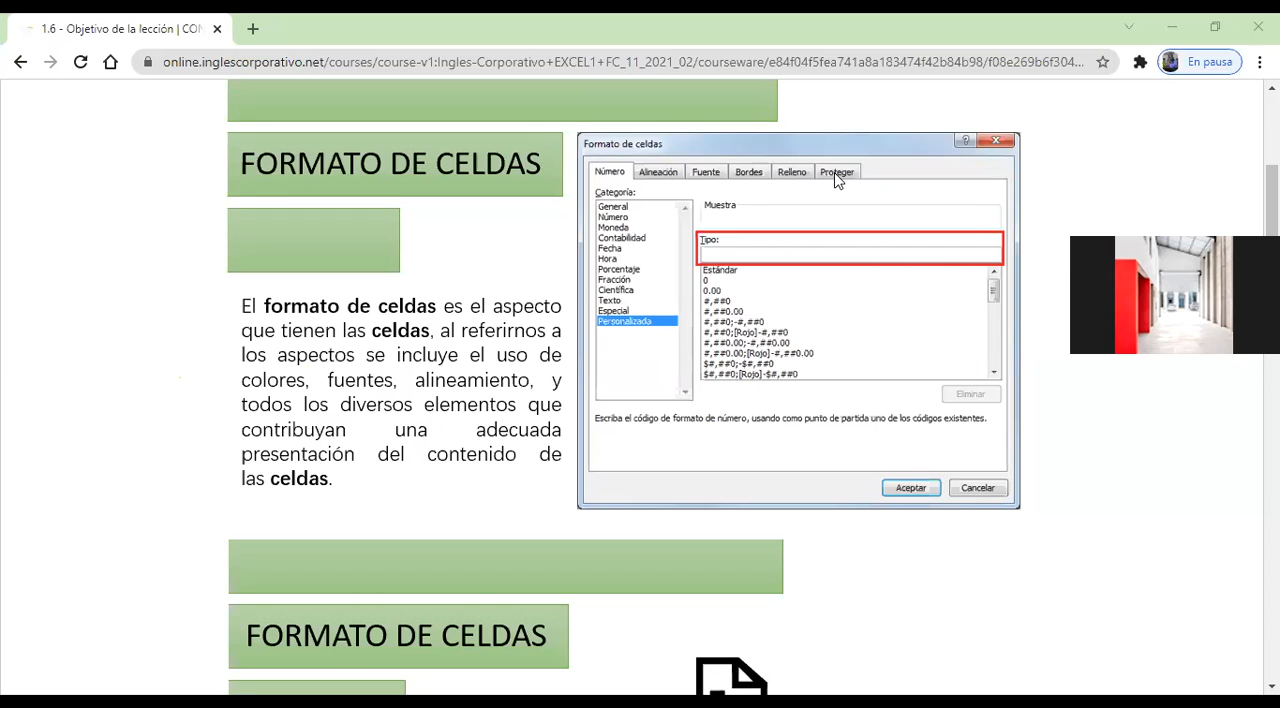 1.6 - Objetivo de la lección | CON
online.inglescorporativo.net/courses/course-v1:Ingles-Corporativo+EXCEL1+FC_11_2021_02/courseware/e84f04f5fea741a8a183474f42b84b98/f08e269b6f304...
En pausa
FORMATO DE CELDAS
El formato de celdas es el aspecto
que tienen las celdas, al referirnos a
los aspectos se incluye el uso de
colores, fuentes, alineamiento, y
todos los diversos elementos que
contribuyan una adecuada
presentación del contenido de
las celdas.
Formato de celdas
Número Alineación Fuente Bordes Relleno Proteger
Categoría:
General
Número
Moneda
Contabilidad
Fecha
Hora
Porcentaje
Fracción
Científica
Texto
Especial
Personalizada
Muestra
Tipo:
Estándar
0
0.00
#,##0
#,##0.00
#,##0;-#,##0
#,##0;[Rojo]-#,##0
#,##0.00;-#,##0.00
#,##0.00;[Rojo]-#,##0.00
$#,##0;-$#,##0
$#,##0;[Rojo]-$#,##0
Eliminar
Escriba el código de formato de número, usando como punto de partida uno de los códigos existentes.
Aceptar Cancelar
FORMATO DE CELDAS